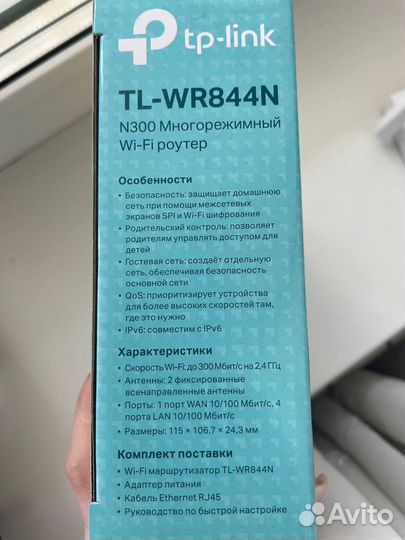 tp-link
TL-WR844N
N300 Многорежимный
Wi-Fi роутер
Особенности
• Безопасность: защищает домашнюю
сеть при помощи межсетевых
экранов SPI и Wi-Fi шифрования
• Родительский контроль: позволяет
родителям управлять доступом для
детей
• Гостевая сеть: создаёт отдельную
сеть, обеспечивая безопасность
основной сети
• QoS: приоритизирует устройства
для более высоких скоростей там,
где это нужно
• IPv6: совместим с IPv6
Характеристики
• Скорость Wi-Fi: до 300 Мбит/с на 2,4 ГГц
• Антенны: 2 фиксированные
всенаправленные антенны
• Порты: 1 порт WAN 10/100 Мбит/с, 4
порта LAN 10/100 Мбит/с
• Размеры: 115 × 106,7 × 24,3 мм
Комплект поставки
• Wi-Fi маршрутизатор TL-WR844N
• Адаптер питания
• Кабель Ethernet RJ45
• Руководство по быстрой настройке
Avito